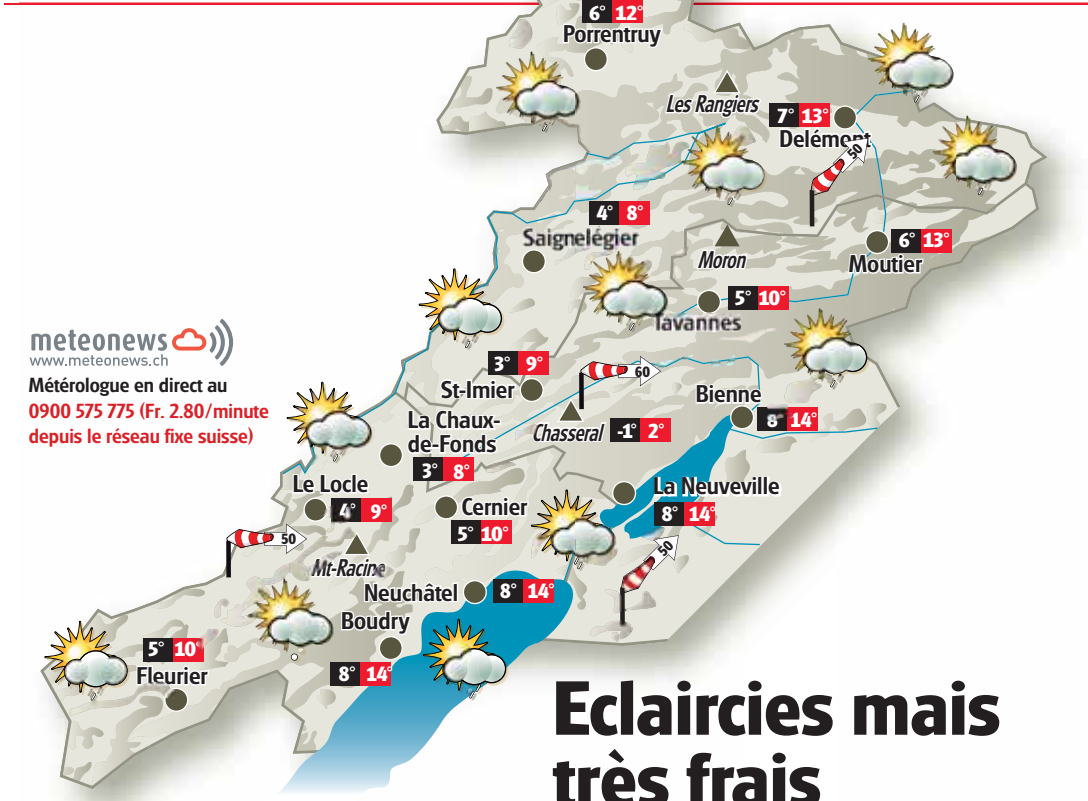 6° 12°
Porrentruy
Les Rangiers
7° 13°
Delémont
50
4° 8°
Saignelégier
Moron
6° 13°
Moutier
5° 10°
Tavannes
meteonews
www.meteonews.ch
Météorologue en direct au
0900 575 775 (Fr. 2.80/minute
depuis le réseau fixe suisse)
3° 9°
St-Imier
60
Bienne
8° 14°
Chasseral -1° 2°
La Chaux-
de-Fonds
3° 8°
Le Locle
4° 9°
Cernier
5° 10°
La Neuveville
8° 14°
50
Mt-Racine
50
Neuchâtel 8° 14°
Boudry
8° 14°
5° 10°
Fleurier
Eclaircies mais
très frais